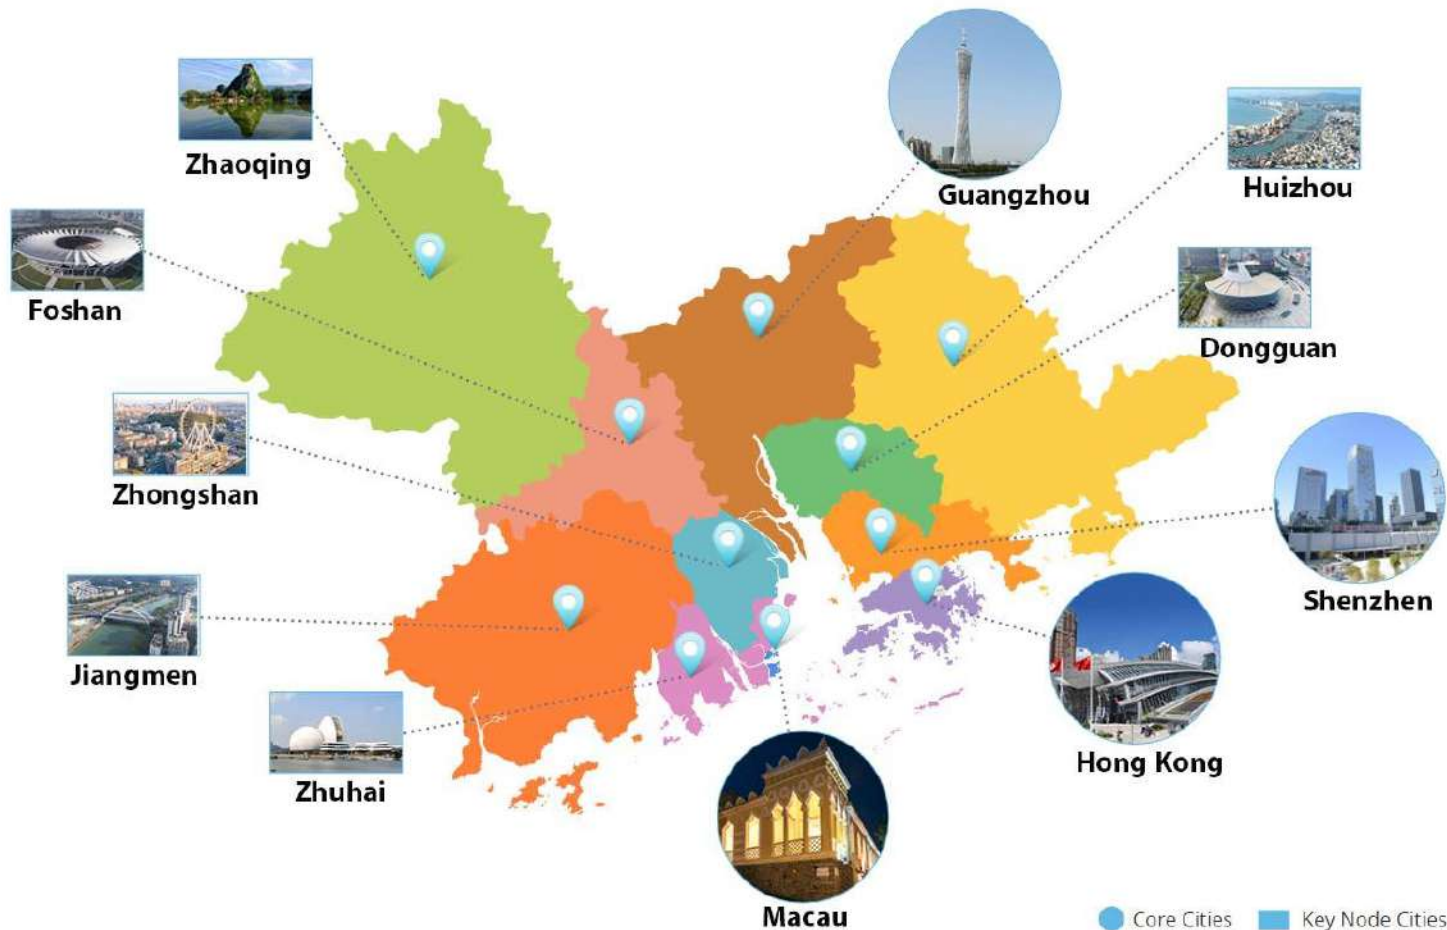 Zhaoqing
Guangzhou
Huizhou
Foshan
Dongguan
Zhongshan
Shenzhen
Jiangmen
Hong Kong
Zhuhai
Macau
Core Cities
Key Node Cities